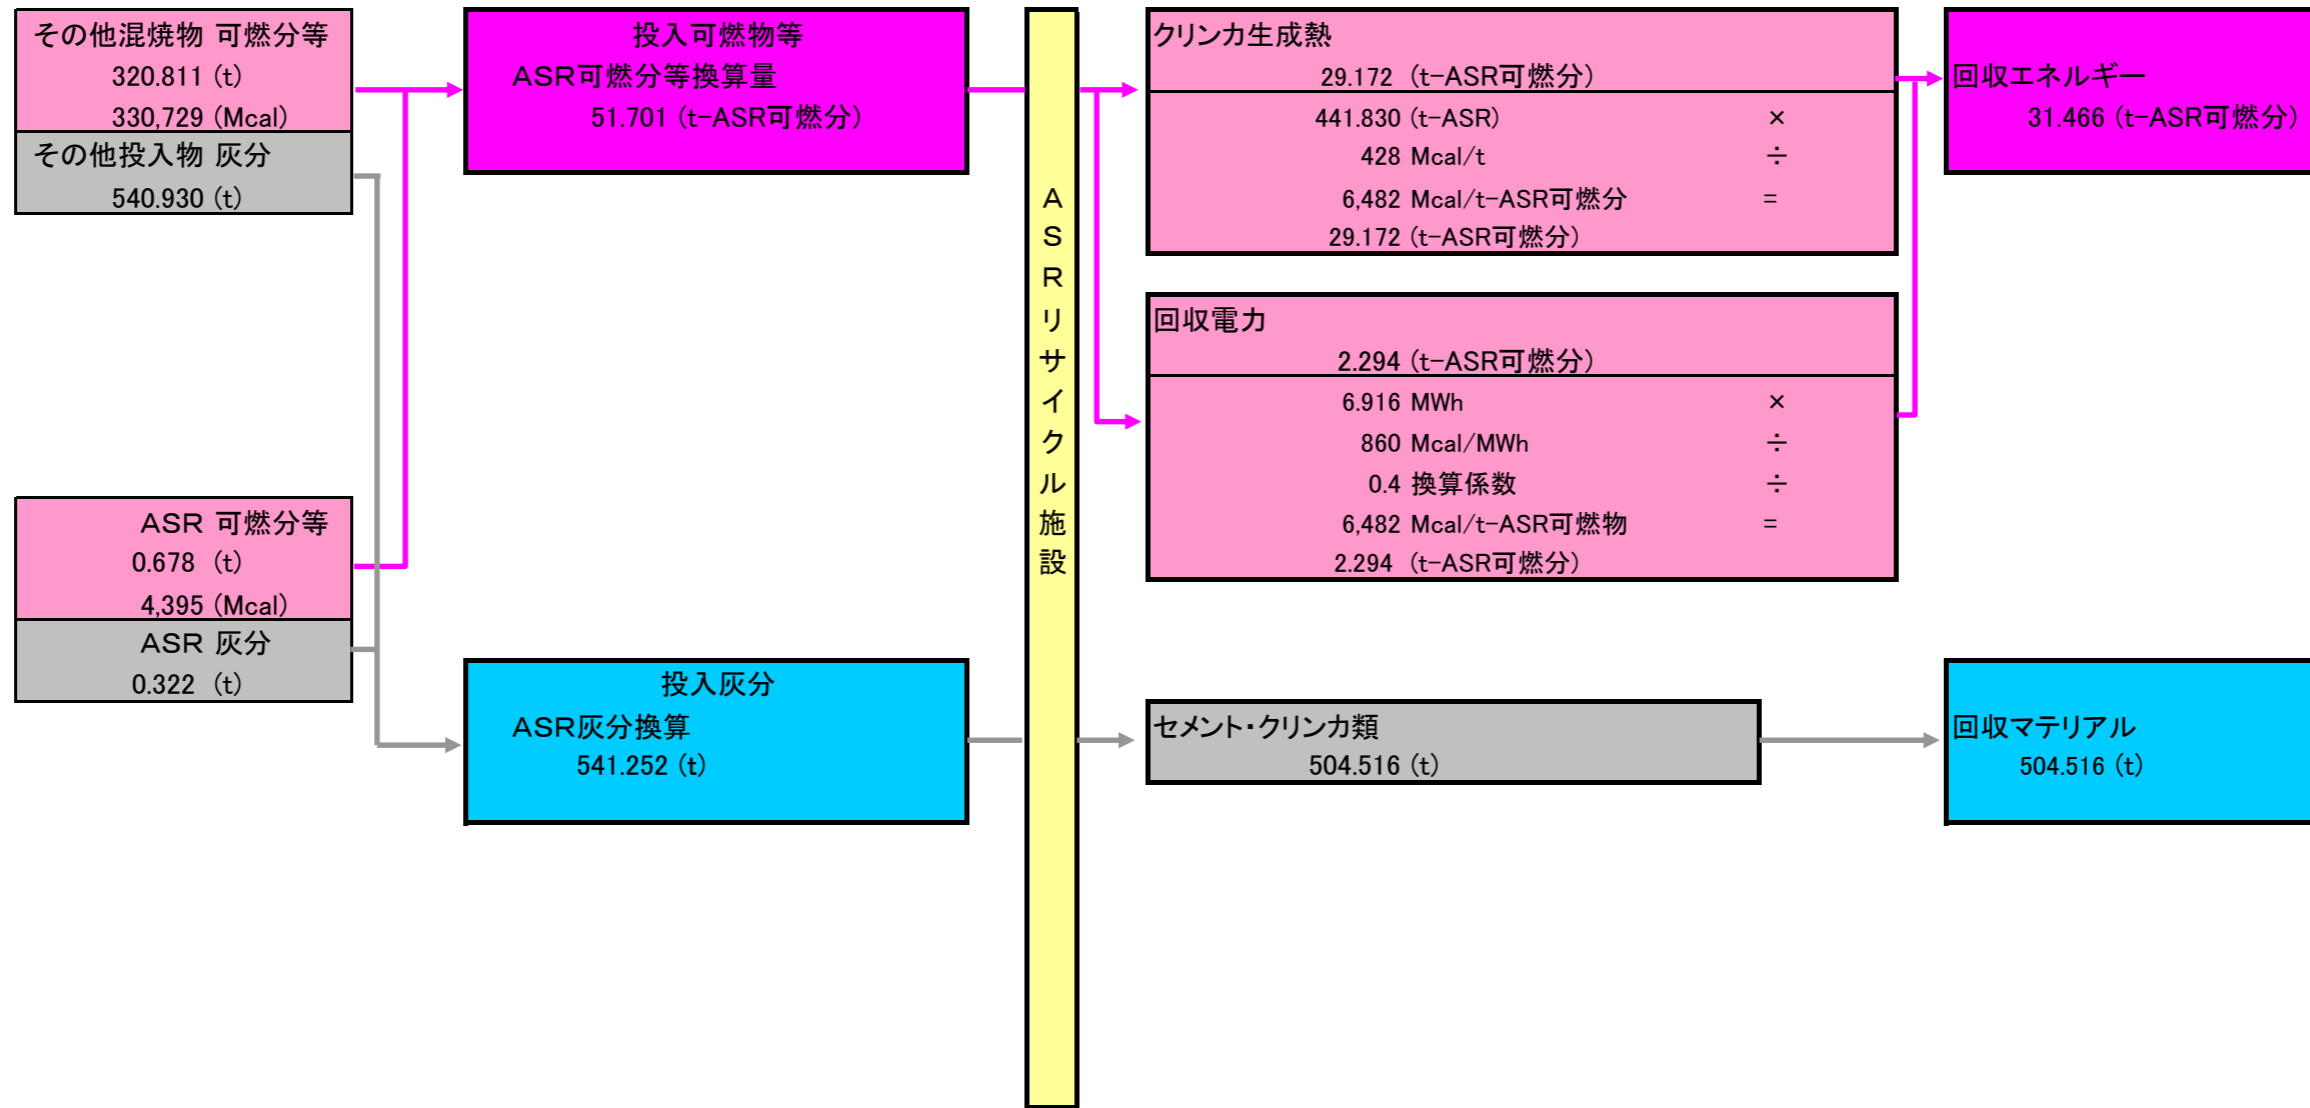 その他混焼物 可燃分等
320.811 (t)
330,729 (Mcal)
その他投入物 灰分
540.930 (t)
ASR 可燃分等
0.678 (t)
4,395 (Mcal)
ASR 灰分
0.322 (t)
投入可燃物等
ASR可燃分等換算量
51.701 (t-ASR可燃分)
投入灰分
ASR灰分換算
541.252 (t)
ASRリサイクル施設
クリンカ生成熱
29.172 (t-ASR可燃分)
441.830 (t-ASR) ×
428 Mcal/t ÷
6,482 Mcal/t-ASR可燃分 =
29.172 (t-ASR可燃分)
回収電力
2.294 (t-ASR可燃分)
6.916 MWh ×
860 Mcal/MWh ÷
0.4 換算係数 ÷
6,482 Mcal/t-ASR可燃物 =
2.294 (t-ASR可燃分)
セメント・クリンカ類
504.516 (t)
回収エネルギー
31.466 (t-ASR可燃分)
回収マテリアル
504.516 (t)